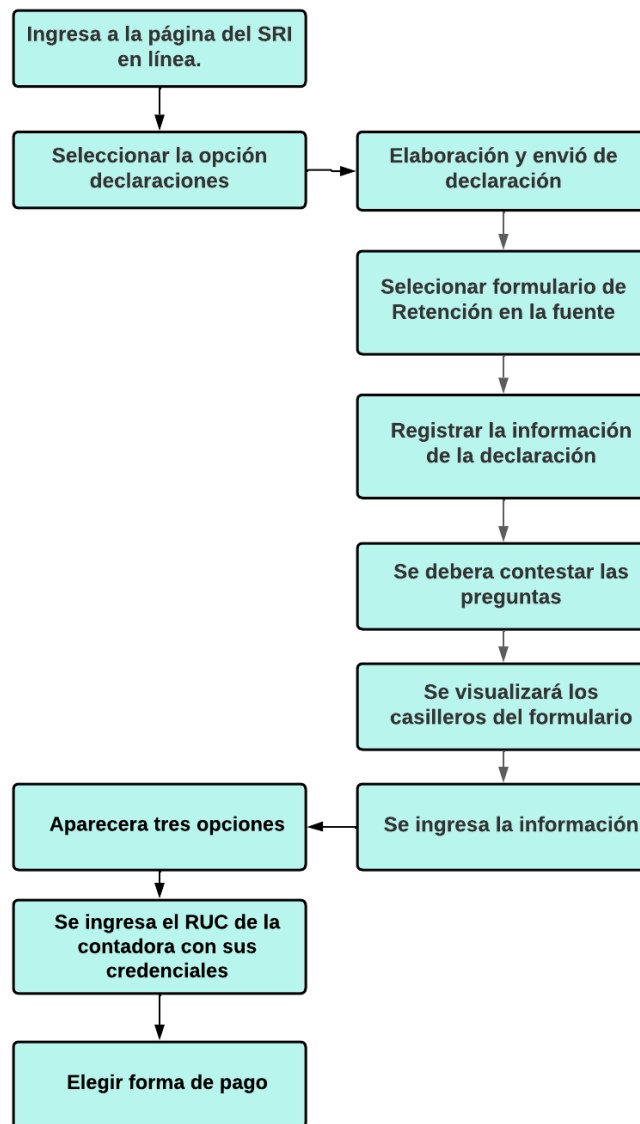 Ingresa a la página del SRI
en línea.
Seleccionar la opción
declaraciones
Elaboración y envió de
declaración
Selecionar formulario de
Retención en la fuente
Registrar la información
de la declaración
Se debera contestar las
preguntas
Se visualizará los
casilleros del formulario
Se ingresa la información
Aparecera tres opciones
Se ingresa el RUC de la
contadora con sus
credenciales
Elegir forma de pago